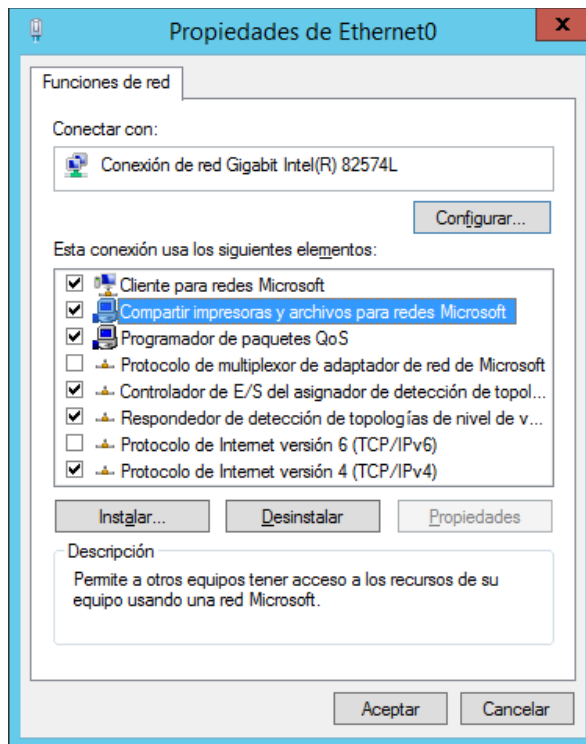 Propiedades de Ethernet0
x
Funciones de red
Conectar con:
Conexión de red Gigabit Intel(R) 82574L
Configurar...
Esta conexión usa los siguientes elementos:
Cliente para redes Microsoft
Compartir impresoras y archivos para redes Microsoft
Programador de paquetes QoS
Protocolo de multiplexor de adaptador de red de Microsoft
Controlador de E/S del asignador de detección de topol...
Respondedor de detección de topologías de nivel de v...
Protocolo de Internet versión 6 (TCP/IPv6)
Protocolo de Internet versión 4 (TCP/IPv4)
Instalar...
Desinstalar
Propiedades
Descripción
Permite a otros equipos tener acceso a los recursos de su
equipo usando una red Microsoft.
Aceptar
Cancelar